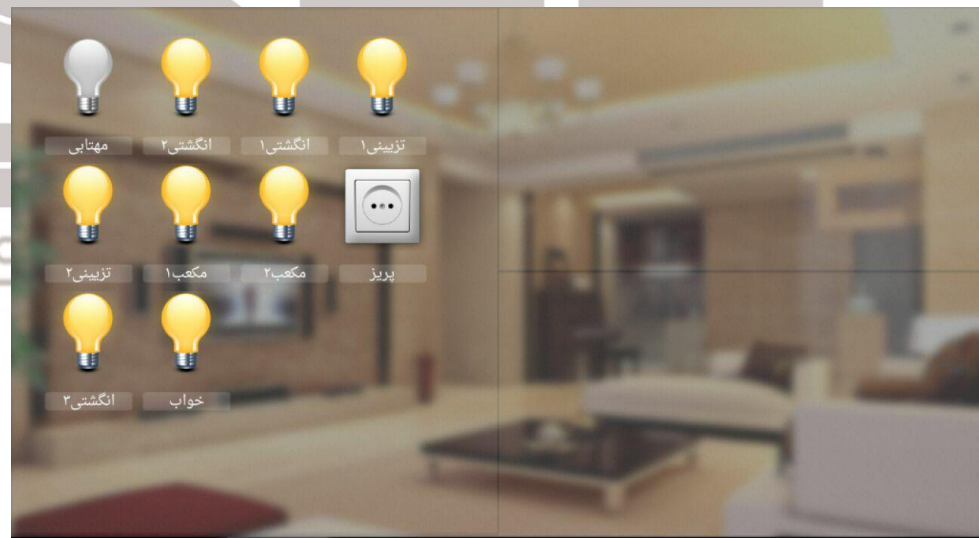 تزیینی۱ انگشتی۱ انگشتی۲ مهتابی
پریز مکعب۲ مکعب۱ تزیینی۲
خواب انگشتی۳